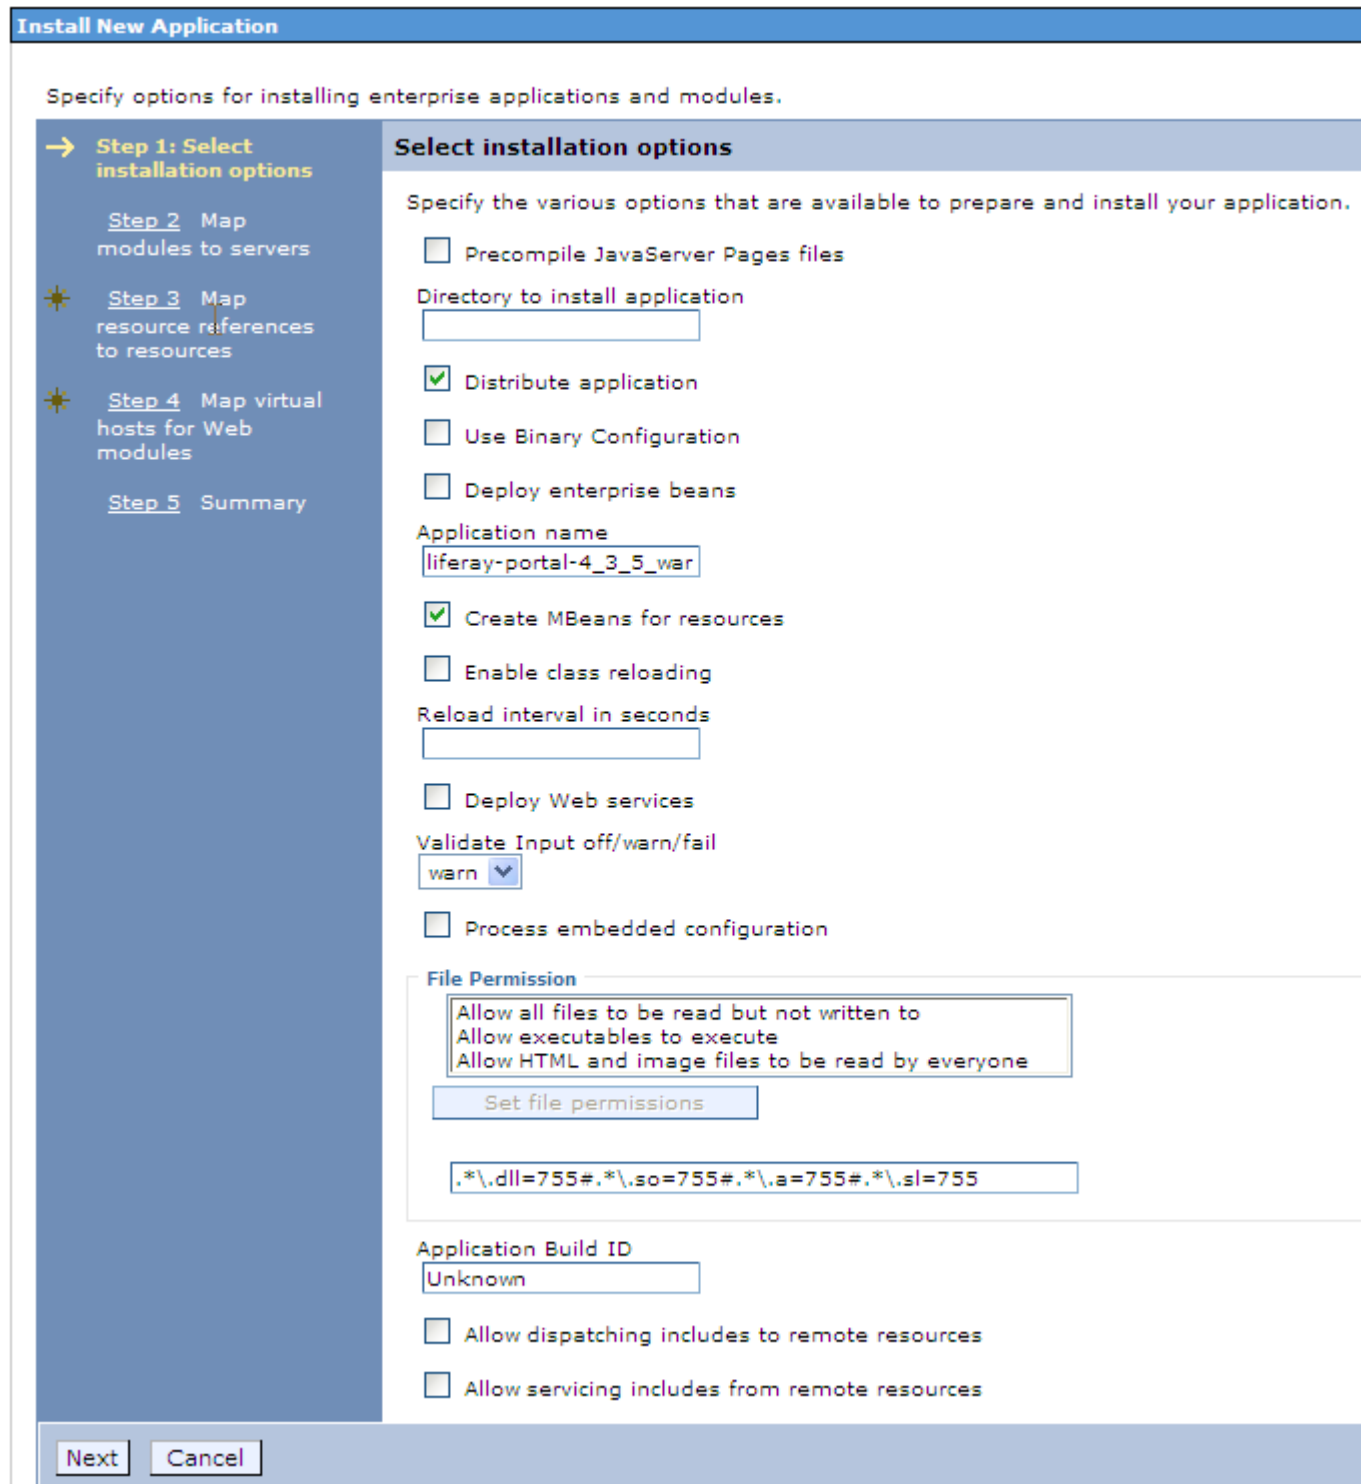 Install New Application
Specify options for installing enterprise applications and modules.
Step 1: Select
installation options
Step 2 Map
modules to servers
Step 3 Map
resource references
to resources
Step 4 Map virtual
hosts for Web
modules
Step 5 Summary
Select installation options
Specify the various options that are available to prepare and install your application.
Precompile JavaServer Pages files
Directory to install application
Distribute application
Use Binary Configuration
Deploy enterprise beans
Application name
liferay-portal-4_3_5_war
Create MBeans for resources
Enable class reloading
Reload interval in seconds
Deploy Web services
Validate Input off/warn/fail
warn
Process embedded configuration
File Permission
Allow all files to be read but not written to
Allow executables to execute
Allow HTML and image files to be read by everyone
Set file permissions
.*\.dll=755#.*\.so=755#.*\.a=755#.*\.sl=755
Application Build ID
Unknown
Allow dispatching includes to remote resources
Allow servicing includes from remote resources
Next Cancel